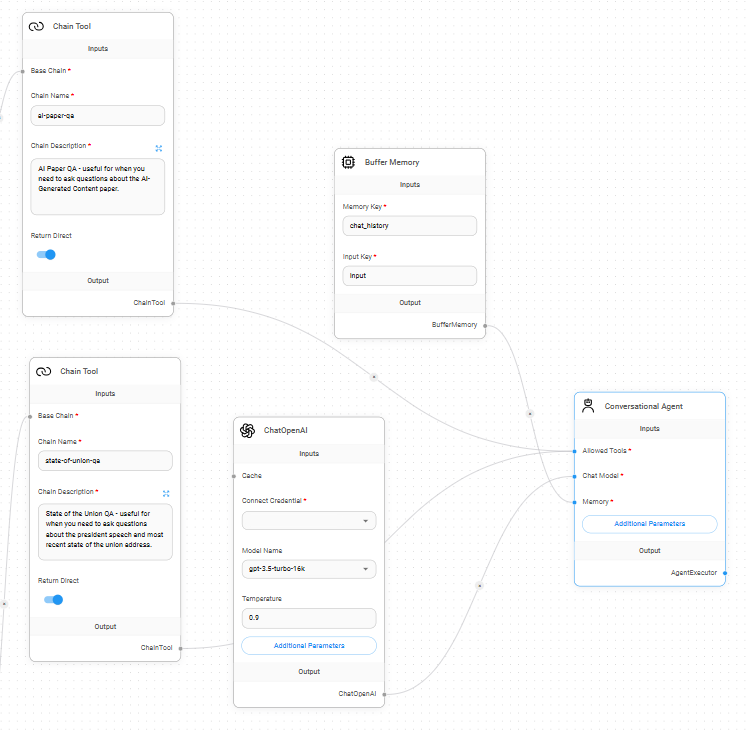 Chain Tool
Inputs
Base Chain *
Chain Name *
ai-paper-qa
Chain Description *
AI Paper QA - useful for when you
need to ask questions about the AI-
Generated Content paper.
Return Direct
Output
ChainTool
Buffer Memory
Inputs
Memory Key *
chat_history
Input Key *
input
Output
BufferMemory
Chain Tool
Inputs
Base Chain *
Chain Name *
state-of-union-qa
Chain Description *
State of the Union QA - useful for
when you need to ask questions
about the president speech and most
recent state of the union address.
Return Direct
Output
ChainTool
ChatOpenAI
Inputs
Cache
Connect Credential *
Model Name
gpt-3.5-turbo-16k
Temperature
0.9
Additional Parameters
Output
ChatOpenAI
Conversational Agent
Inputs
Allowed Tools *
Chat Model *
Memory *
Additional Parameters
Output
AgentExecutor